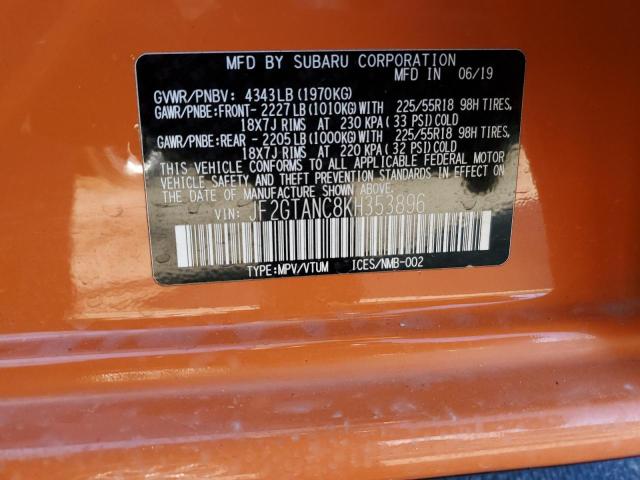 MFD BY SUBARU CORPORATION
MFD IN 06/19
GVWR/PNBV: 4343LB (1970KG)
GAWR/PNBE:FRONT- 2227LB (1010KG) WITH 225/55R18 98H TIRES,
18X7J RIMS AT 230 KPA ( 33 PSI) COLD
GAWR/PNBE:REAR - 2205LB (1000KG) WITH 225/55R18 98H TIRES,
18X7J RIMS AT 220 KPA ( 32 PSI) COLD
THIS VEHICLE CONFORMS TO ALL APPLICABLE FEDERAL MOTOR
VEHICLE SAFETY AND THEFT PREVENTION STANDARDS IN EFFECT ON
THE DATE OF MANUFACTURE SHOWN ABOVE.
VIN: JF2GTANC8KH353896
TYPE:MPV/VTUM ICES/NMB-002